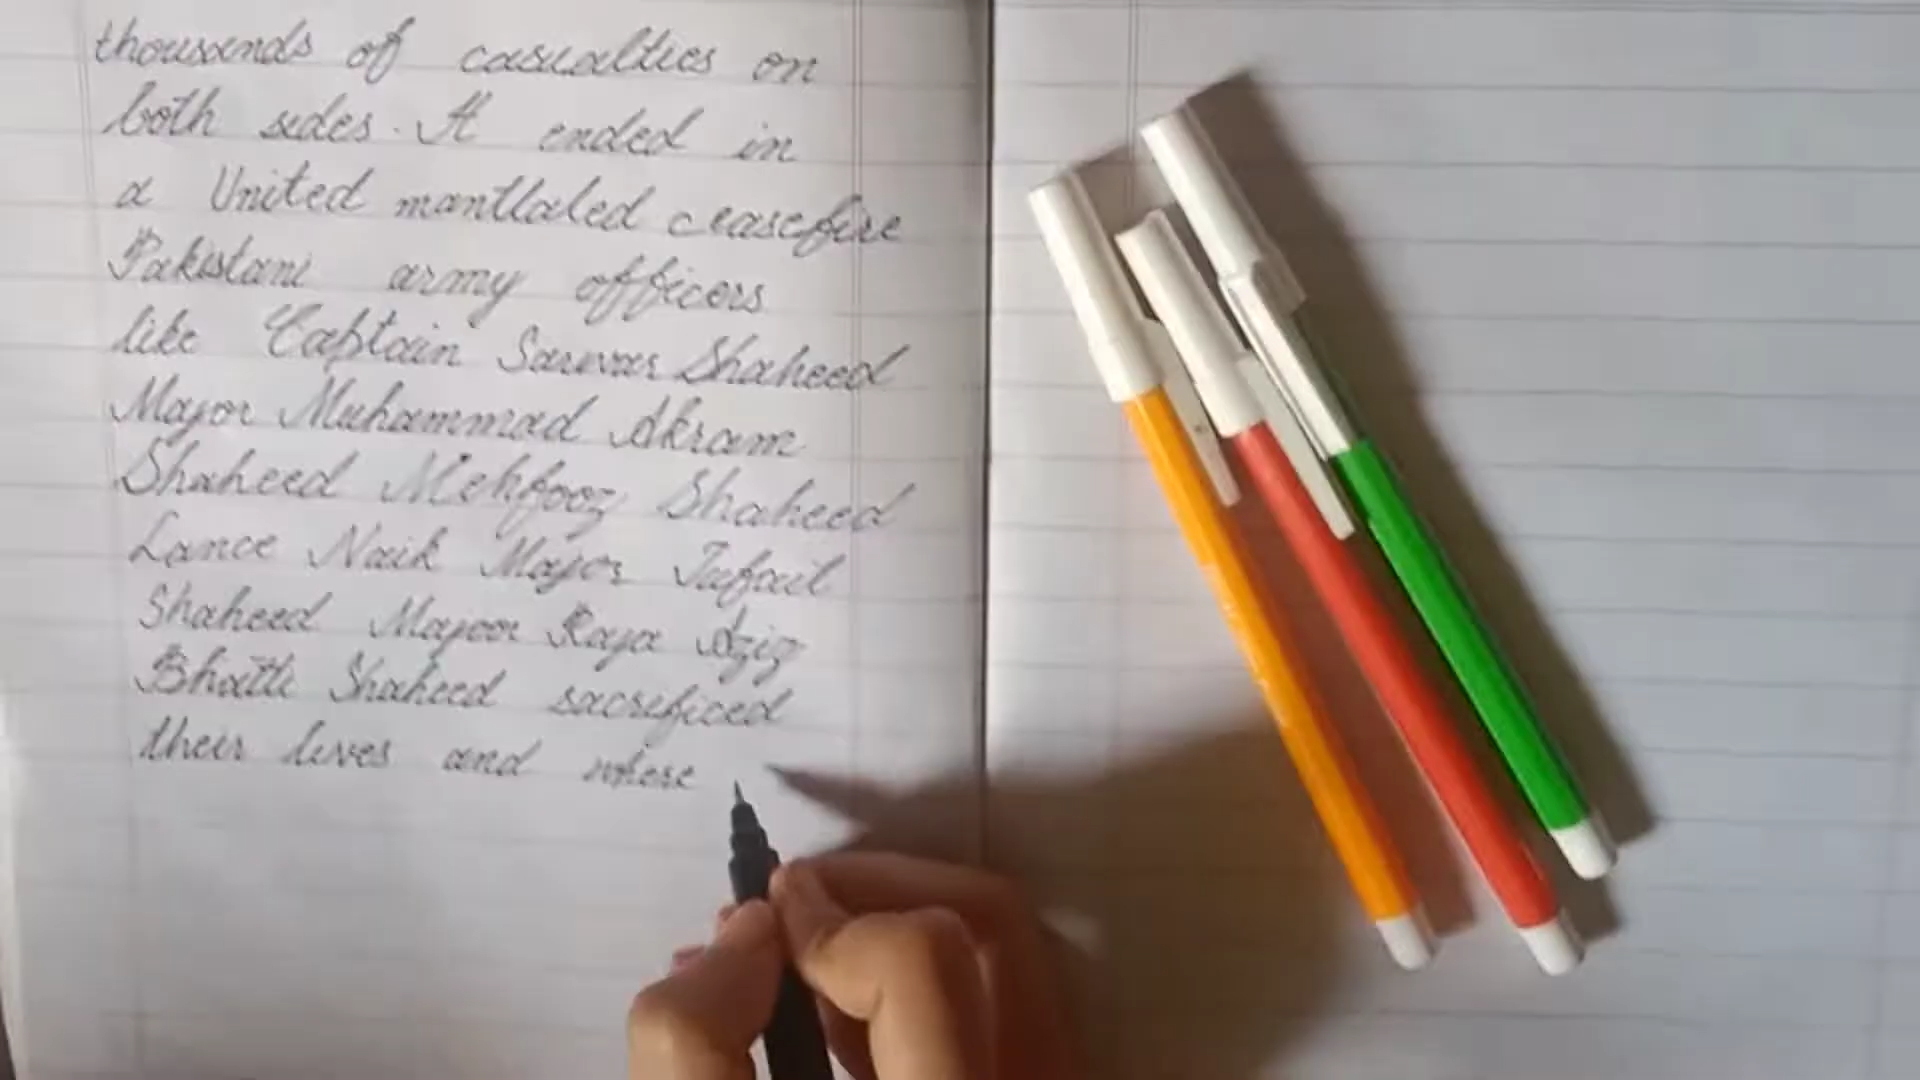 thousands of casualties on
both sides. It ended in
a United mantlaled ceasefire
Pakistani army officers
like Captain Sarwar Shaheed
Major Muhammad Akram
Shaheed Mehfooz Shaheed
Lance Naik Major Tufail
Shaheed Majoor Raja Aziz
Bhatti Shaheed sacrificed
their lives and where